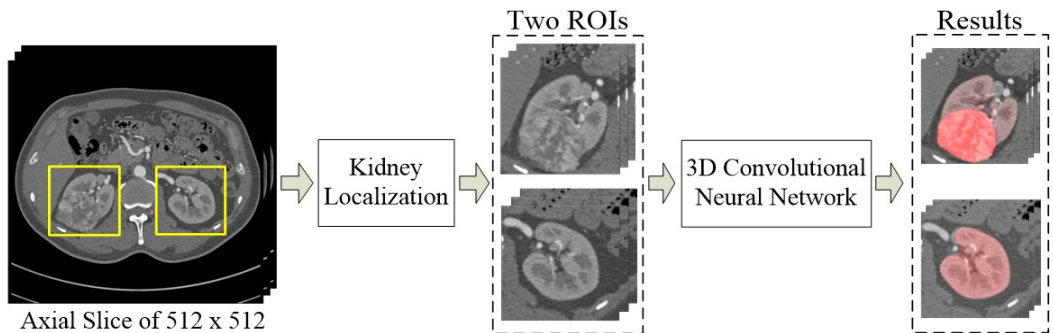 Two ROIs
Results
Kidney
Localization
3D Convolutional
Neural Network
Axial Slice of 512 x 512